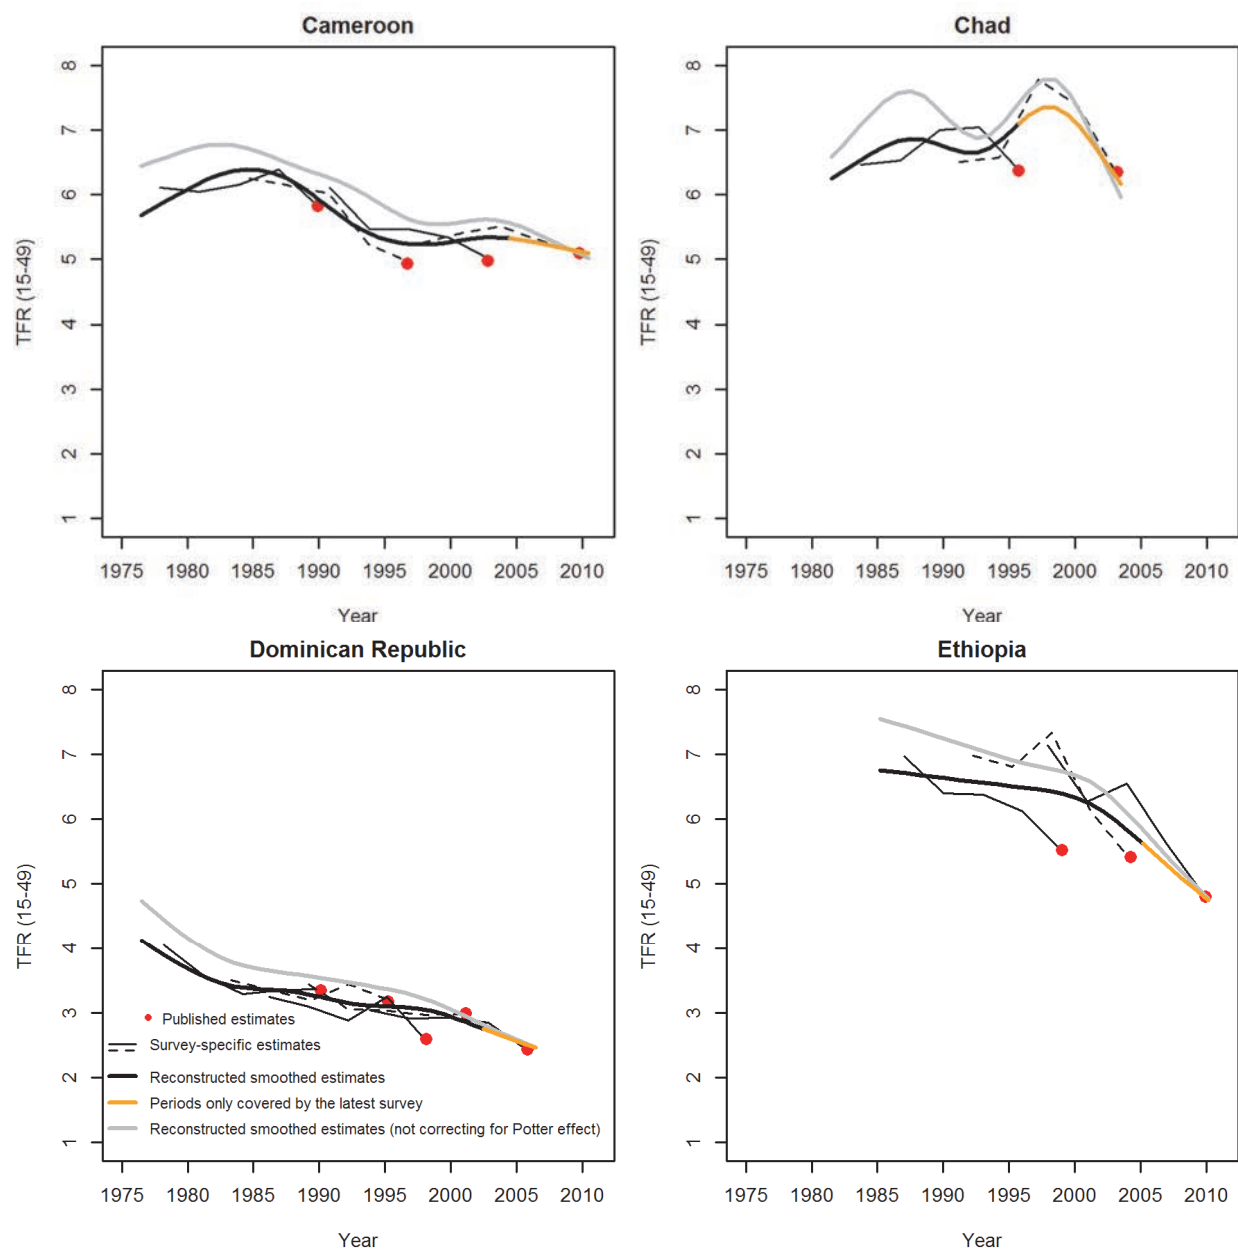 Cameroon
TFR (15-49)
8
7
6
5
4
3
2
1
1975 1980 1985 1990 1995 2000 2005 2010
Year
Chad
TFR (15-49)
8
7
6
5
4
3
2
1
1975 1980 1985 1990 1995 2000 2005 2010
Year
Dominican Republic
TFR (15-49)
8
7
6
5
4
3
2
1
Published estimates
Survey-specific estimates
Reconstructed smoothed estimates
Periods only covered by the latest survey
Reconstructed smoothed estimates (not correcting for Potter effect)
1975 1980 1985 1990 1995 2000 2005 2010
Year
Ethiopia
TFR (15-49)
8
7
6
5
4
3
2
1
1975 1980 1985 1990 1995 2000 2005 2010
Year